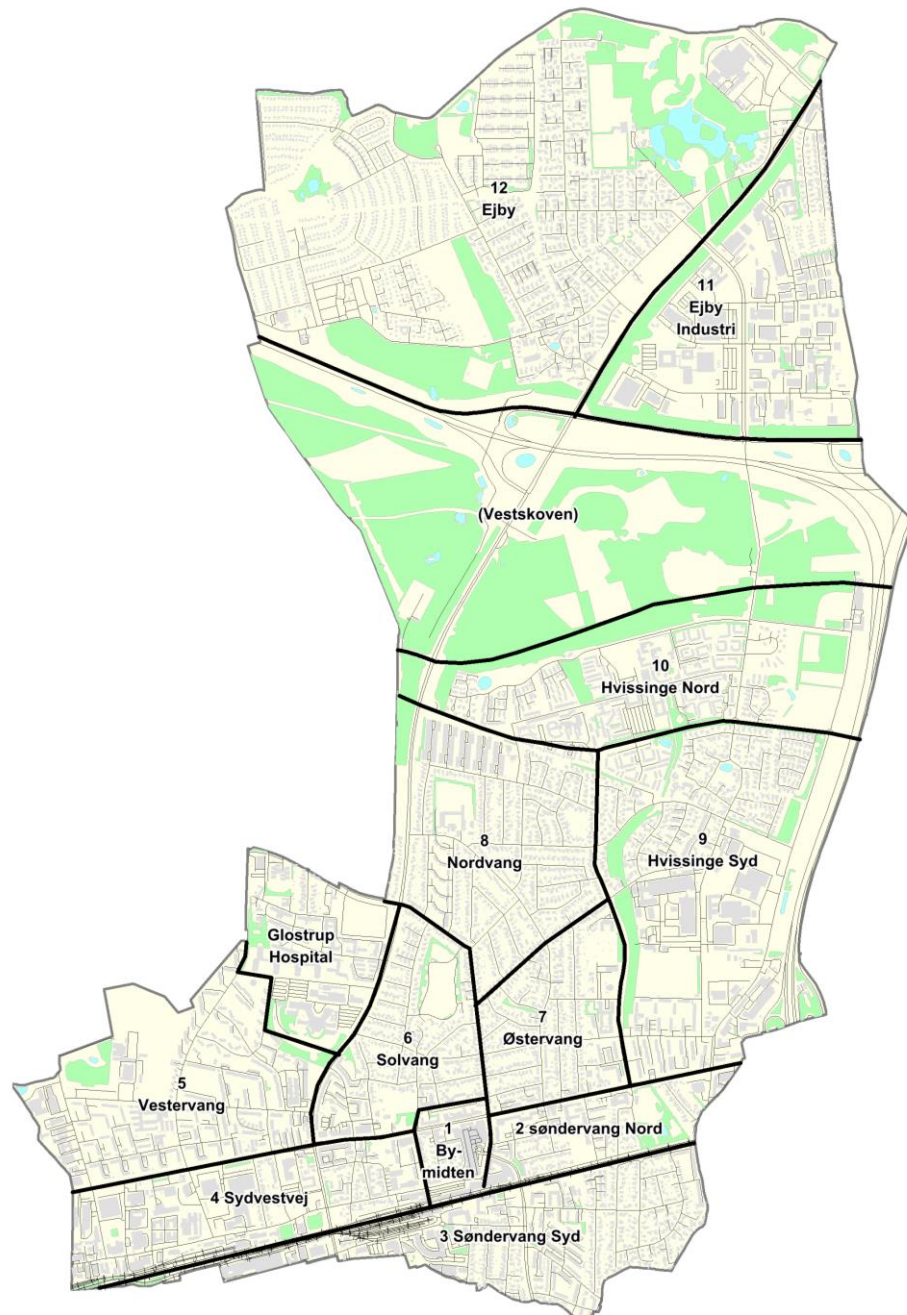 12
Ejby
11
Ejby
Industri
(Vestskoven)
10
Hvissinge Nord
8
Nordvang
9
Hvissinge Syd
Glostrup
Hospital
7
Østervang
6
Solvang
5
Vestervang
1
By-
midten
2 søndervang Nord
4 Sydvestvej
3 Søndervang Syd